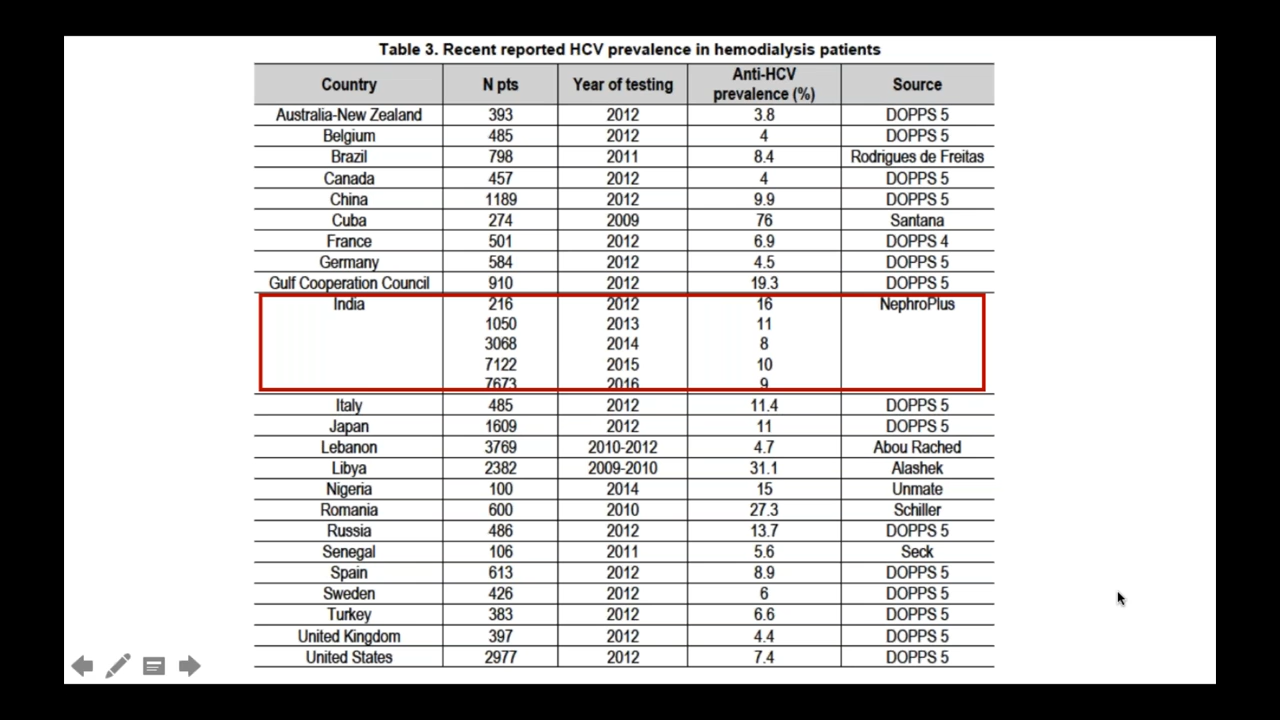 Table 3. Recent reported HCV prevalence in hemodialysis patients
Country N pts Year of testing Anti-HCV prevalence (%) Source
Australia-New Zealand 393 2012 3.8 DOPPS 5
Belgium 485 2012 4 DOPPS 5
Brazil 798 2011 8.4 Rodrigues de Freitas
Canada 457 2012 4 DOPPS 5
China 1189 2012 9.9 DOPPS 5
Cuba 274 2009 76 Santana
France 501 2012 6.9 DOPPS 4
Germany 584 2012 4.5 DOPPS 5
Gulf Cooperation Council 910 2012 19.3 DOPPS 5
India 216 2012 16 NephroPlus
1050 2013 11
3068 2014 8
7122 2015 10
7673 2016 9
Italy 485 2012 11.4 DOPPS 5
Japan 1609 2012 11 DOPPS 5
Lebanon 3769 2010-2012 4.7 Abou Rached
Libya 2382 2009-2010 31.1 Alashek
Nigeria 100 2014 15 Unmate
Romania 600 2010 27.3 Schiller
Russia 486 2012 13.7 DOPPS 5
Senegal 106 2011 5.6 Seck
Spain 613 2012 8.9 DOPPS 5
Sweden 426 2012 6 DOPPS 5
Turkey 383 2012 6.6 DOPPS 5
United Kingdom 397 2012 4.4 DOPPS 5
United States 2977 2012 7.4 DOPPS 5